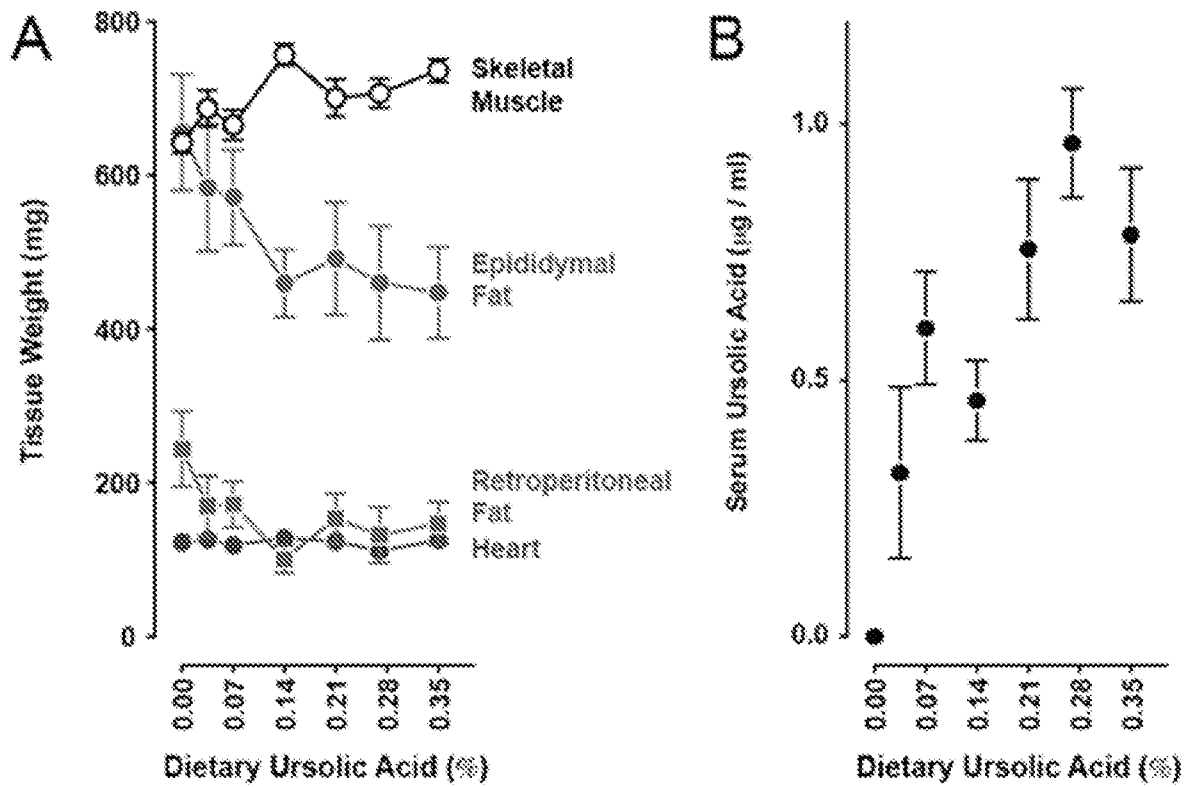 A
800
600
400
200
0
Tissue Weight (mg)
Skeletal
Muscle
Epididymal
Fat
Retroperitoneal
Fat
Heart
0.00
0.07
0.14
0.21
0.28
0.35
Dietary Ursolic Acid (%)
B
1.0
0.5
0.0
Serum Ursolic Acid (µg / ml)
0.00
0.07
0.14
0.21
0.28
0.35
Dietary Ursolic Acid (%)